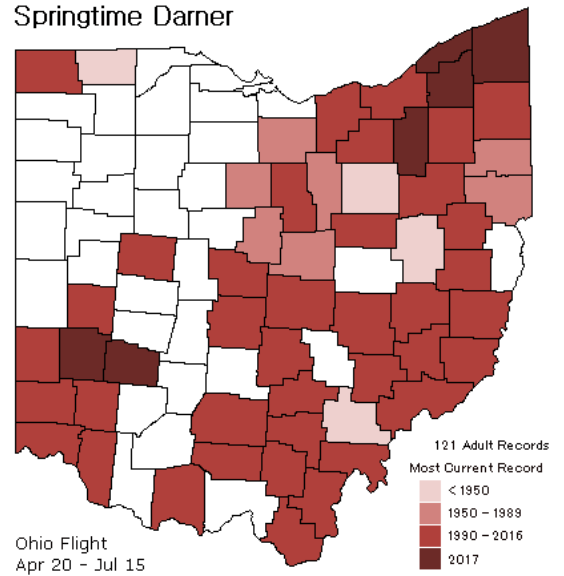 Springtime Darner
121 Adult Records
Most Current Record
< 1950
1950 - 1989
1990 - 2016
2017
Ohio Flight
Apr 20 - Jul 15